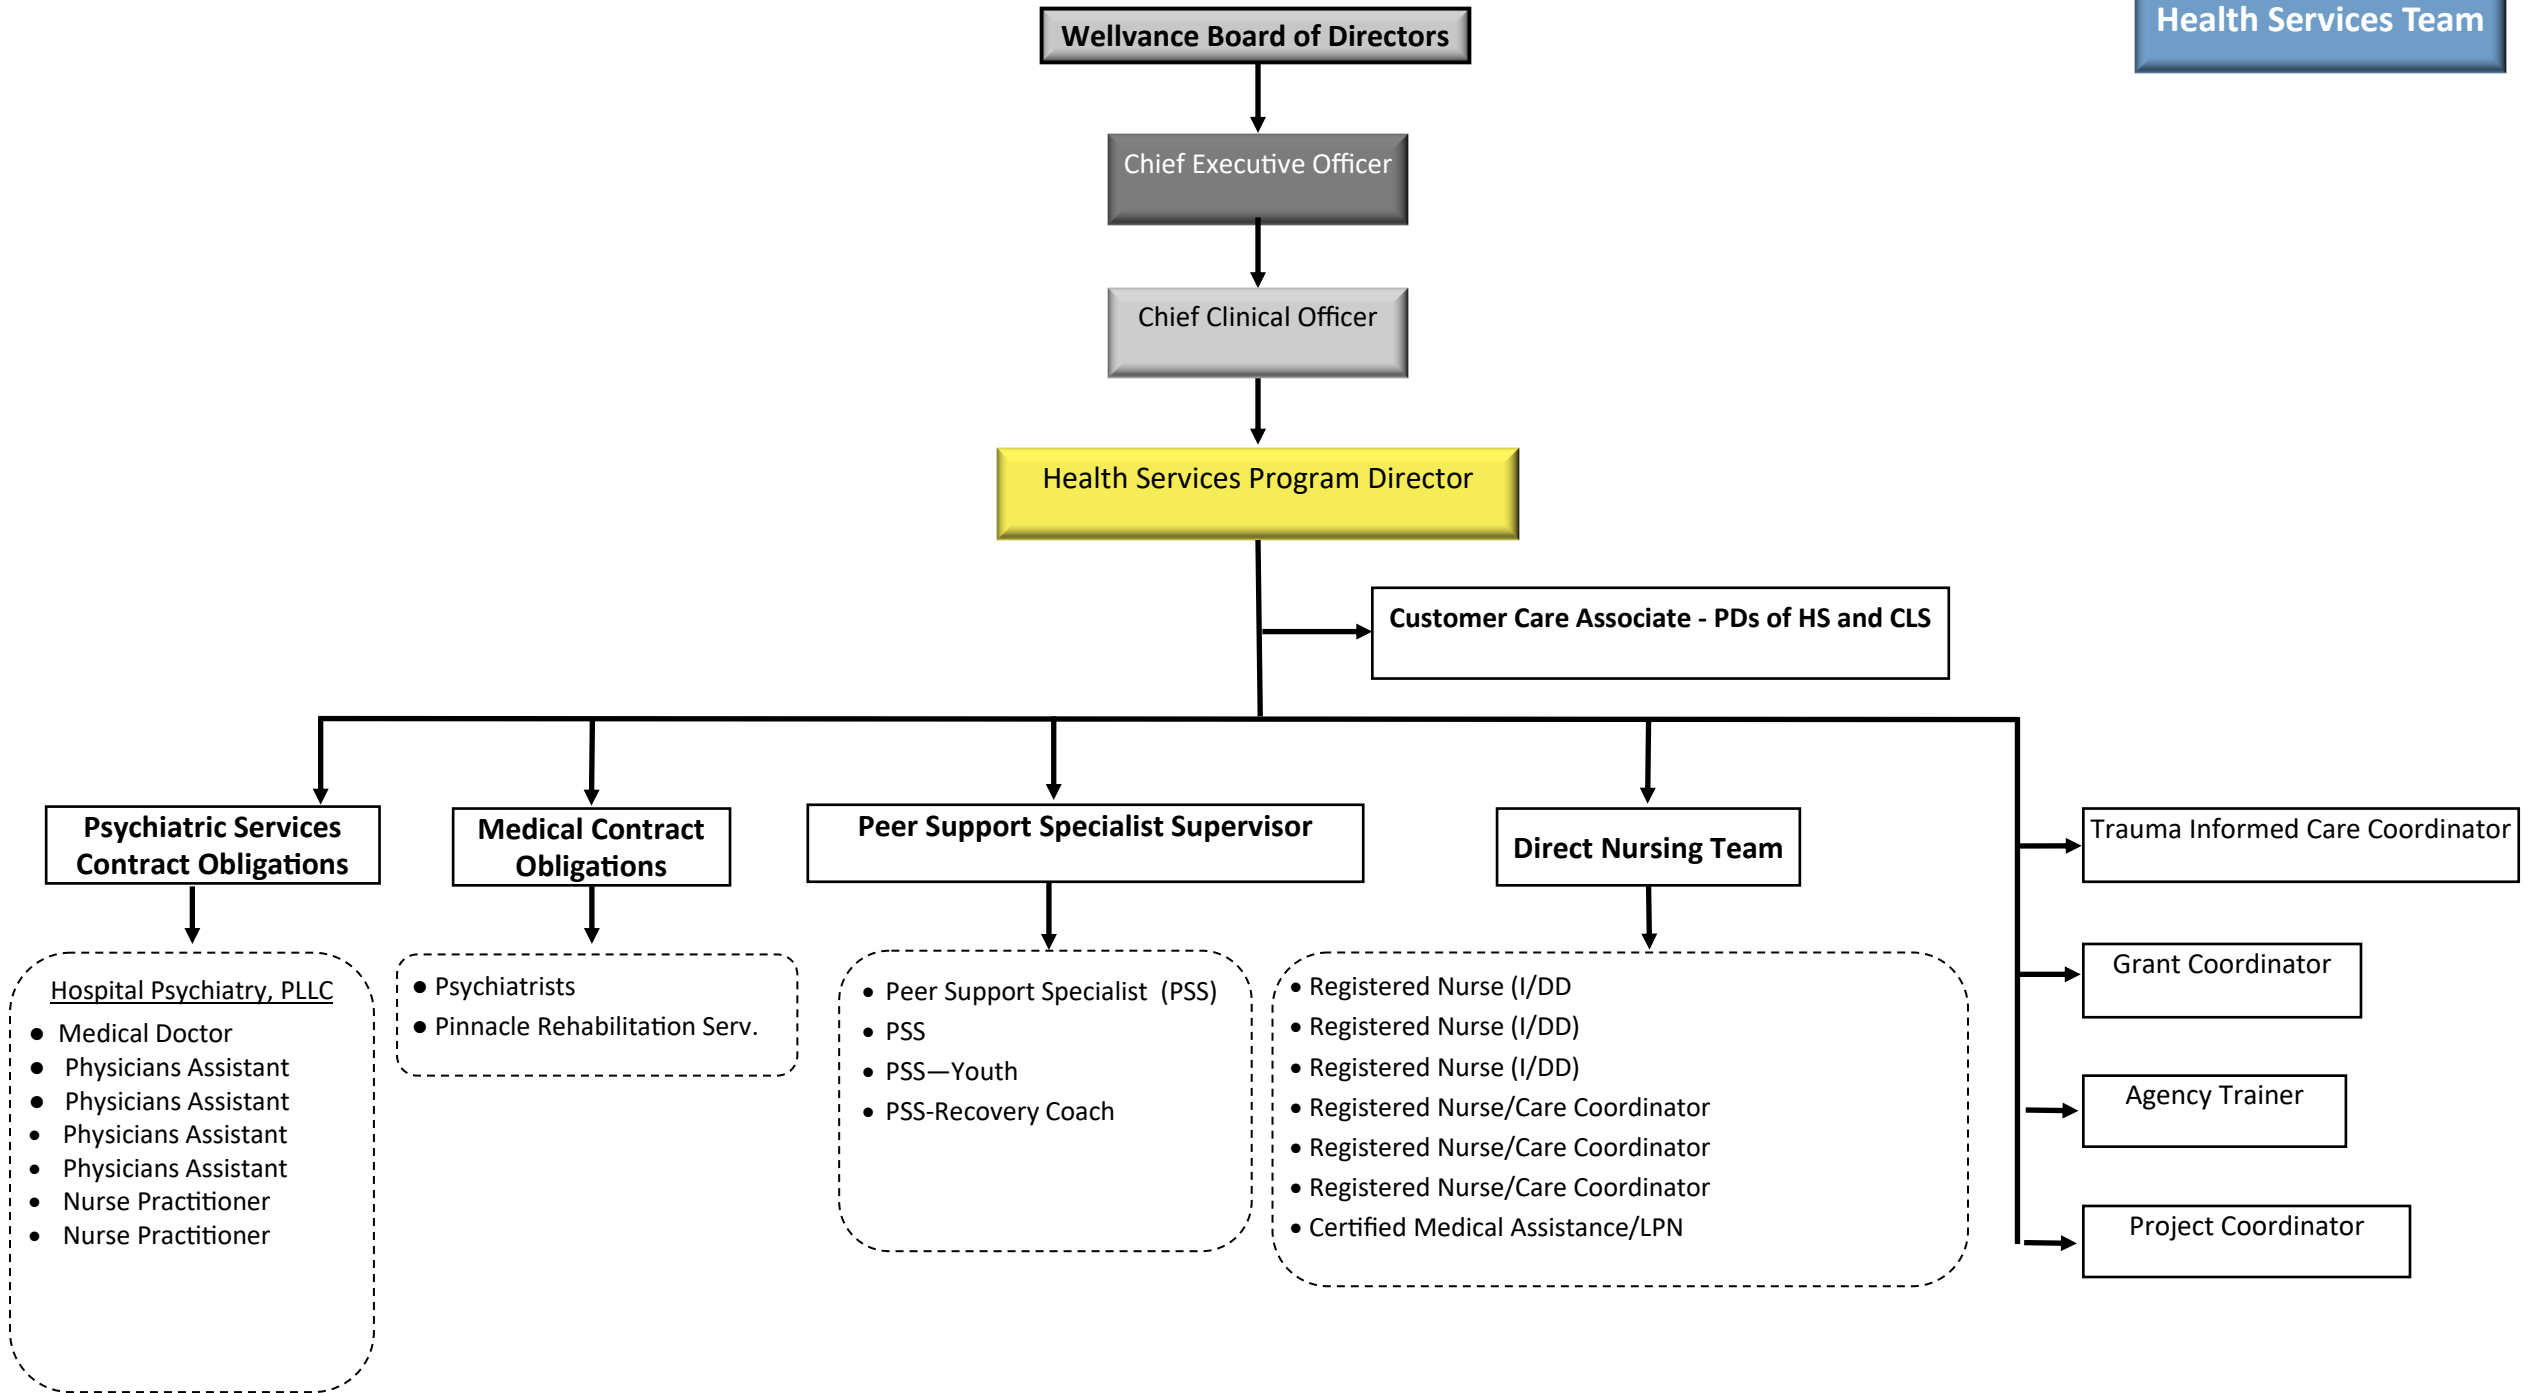 Health Services Team
Wellvance Board of Directors
Chief Executive Officer
Chief Clinical Officer
Health Services Program Director
Customer Care Associate - PDs of HS and CLS
Psychiatric Services
Contract Obligations
Hospital Psychiatry, PLLC
● Medical Doctor
● Physicians Assistant
● Physicians Assistant
• Physicians Assistant
• Physicians Assistant
• Nurse Practitioner
• Nurse Practitioner
Medical Contract
Obligations
● Psychiatrists
● Pinnacle Rehabilitation Serv.
Peer Support Specialist Supervisor
• Peer Support Specialist  (PSS)
• PSS
• PSS—Youth
• PSS-Recovery Coach
Direct Nursing Team
• Registered Nurse (I/DD
• Registered Nurse (I/DD)
• Registered Nurse (I/DD)
• Registered Nurse/Care Coordinator
• Registered Nurse/Care Coordinator
• Registered Nurse/Care Coordinator
• Certified Medical Assistance/LPN
Trauma Informed Care Coordinator
Grant Coordinator
Agency Trainer
Project Coordinator